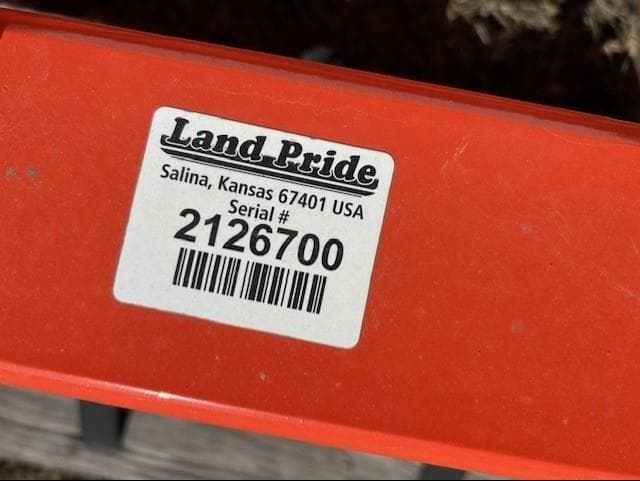 Land Pride
Salina, Kansas 67401 USA
Serial #
2126700